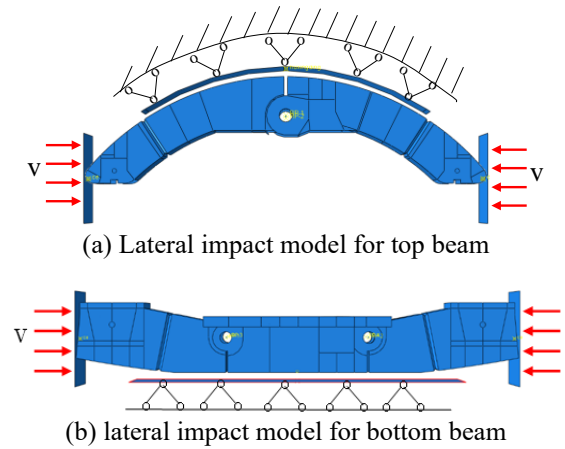 V
V
(a) Lateral impact model for top beam
V
V
(b) lateral impact model for bottom beam